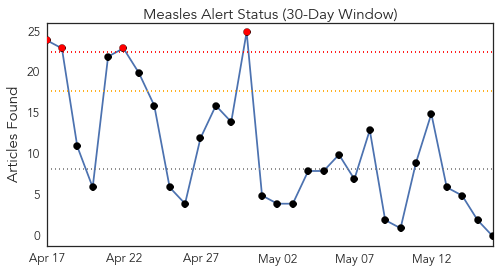 Measles Alert Status (30-Day Window)
Articles Found
25
20
15
10
5
0
Apr 17
Apr 22
Apr 27
May 02
May 07
May 12